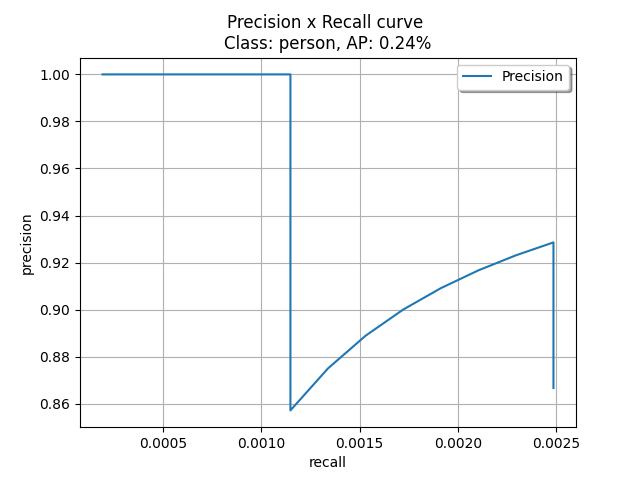 Precision x Recall curve
Class: person, AP: 0.24%
Precision
1.00
0.98
0.96
0.94
0.92
0.90
0.88
0.86
precision
0.0005
0.0010
0.0015
0.0020
0.0025
recall